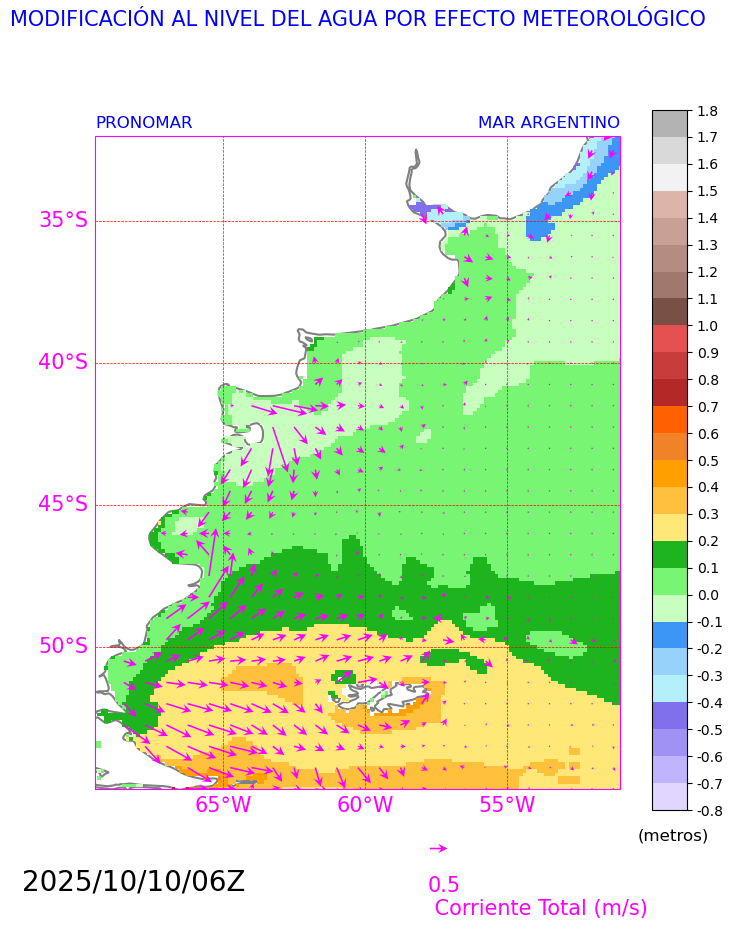 MODIFICACIÓN AL NIVEL DEL AGUA POR EFECTO METEOROLÓGICO
PRONOMAR MAR ARGENTINO
35°S
40°S
45°S
50°S
65°W 60°W 55°W
1.8
1.7
1.6
1.5
1.4
1.3
1.2
1.1
1.0
0.9
0.8
0.7
0.6
0.5
0.4
0.3
0.2
0.1
0.0
-0.1
-0.2
-0.3
-0.4
-0.5
-0.6
-0.7
-0.8
(metros)
2025/10/10/06Z
0.5
Corriente Total (m/s)